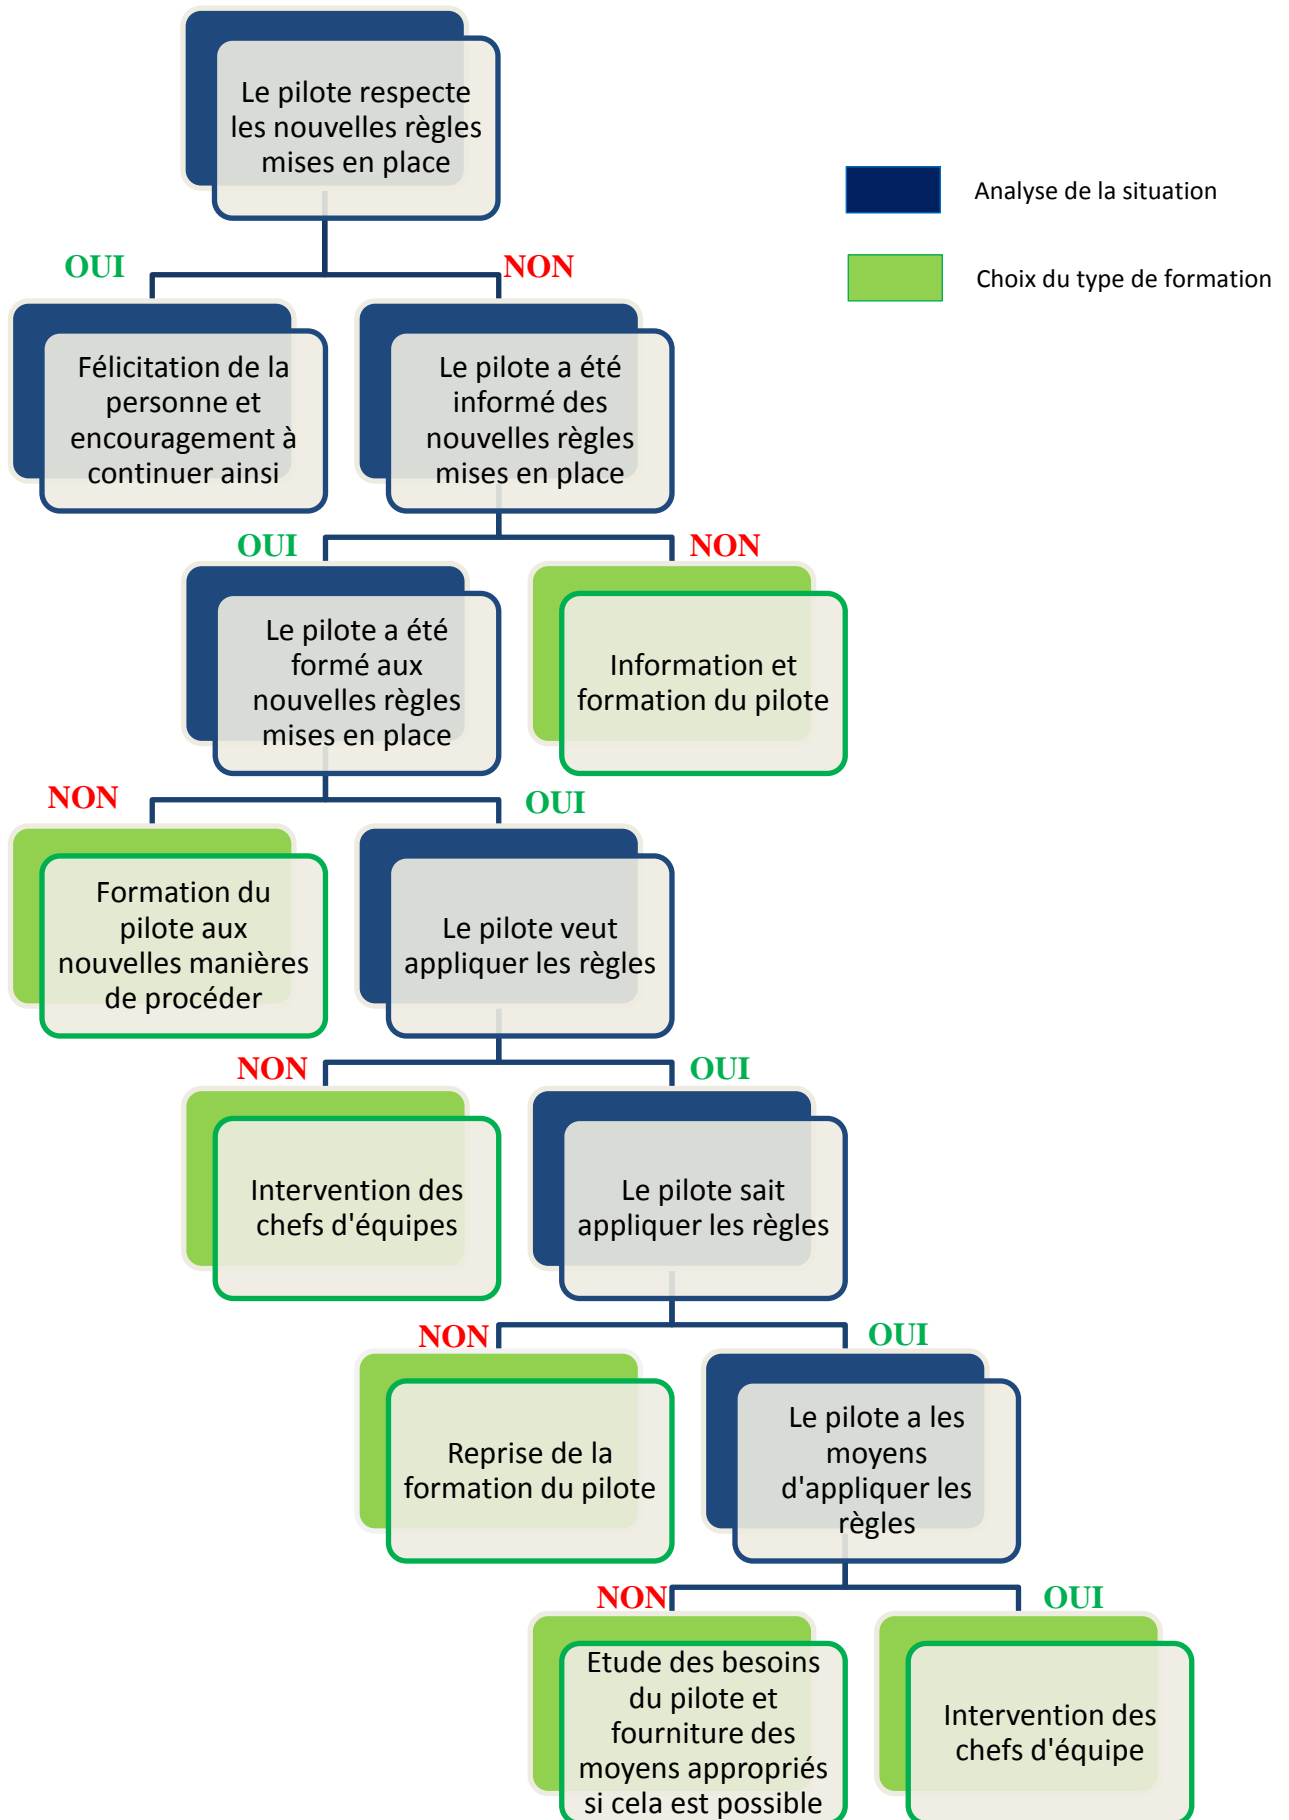 Le pilote respecte
les nouvelles règles
mises en place
Analyse de la situation
Choix du type de formation
OUI
NON
Félicitation de la
personne et
encouragement à
continuer ainsi
Le pilote a été
informé des
nouvelles règles
mises en place
OUI
NON
Le pilote a été
formé aux
nouvelles règles
mises en place
Information et
formation du pilote
NON
OUI
Formation du
pilote aux
nouvelles manières
de procéder
Le pilote veut
appliquer les règles
NON
OUI
Intervention des
chefs d'équipes
Le pilote sait
appliquer les règles
NON
OUI
Reprise de la
formation du pilote
Le pilote a les
moyens
d'appliquer les
règles
NON
OUI
Etude des besoins
du pilote et
fourniture des
moyens appropriés
si cela est possible
Intervention des
chefs d'équipe